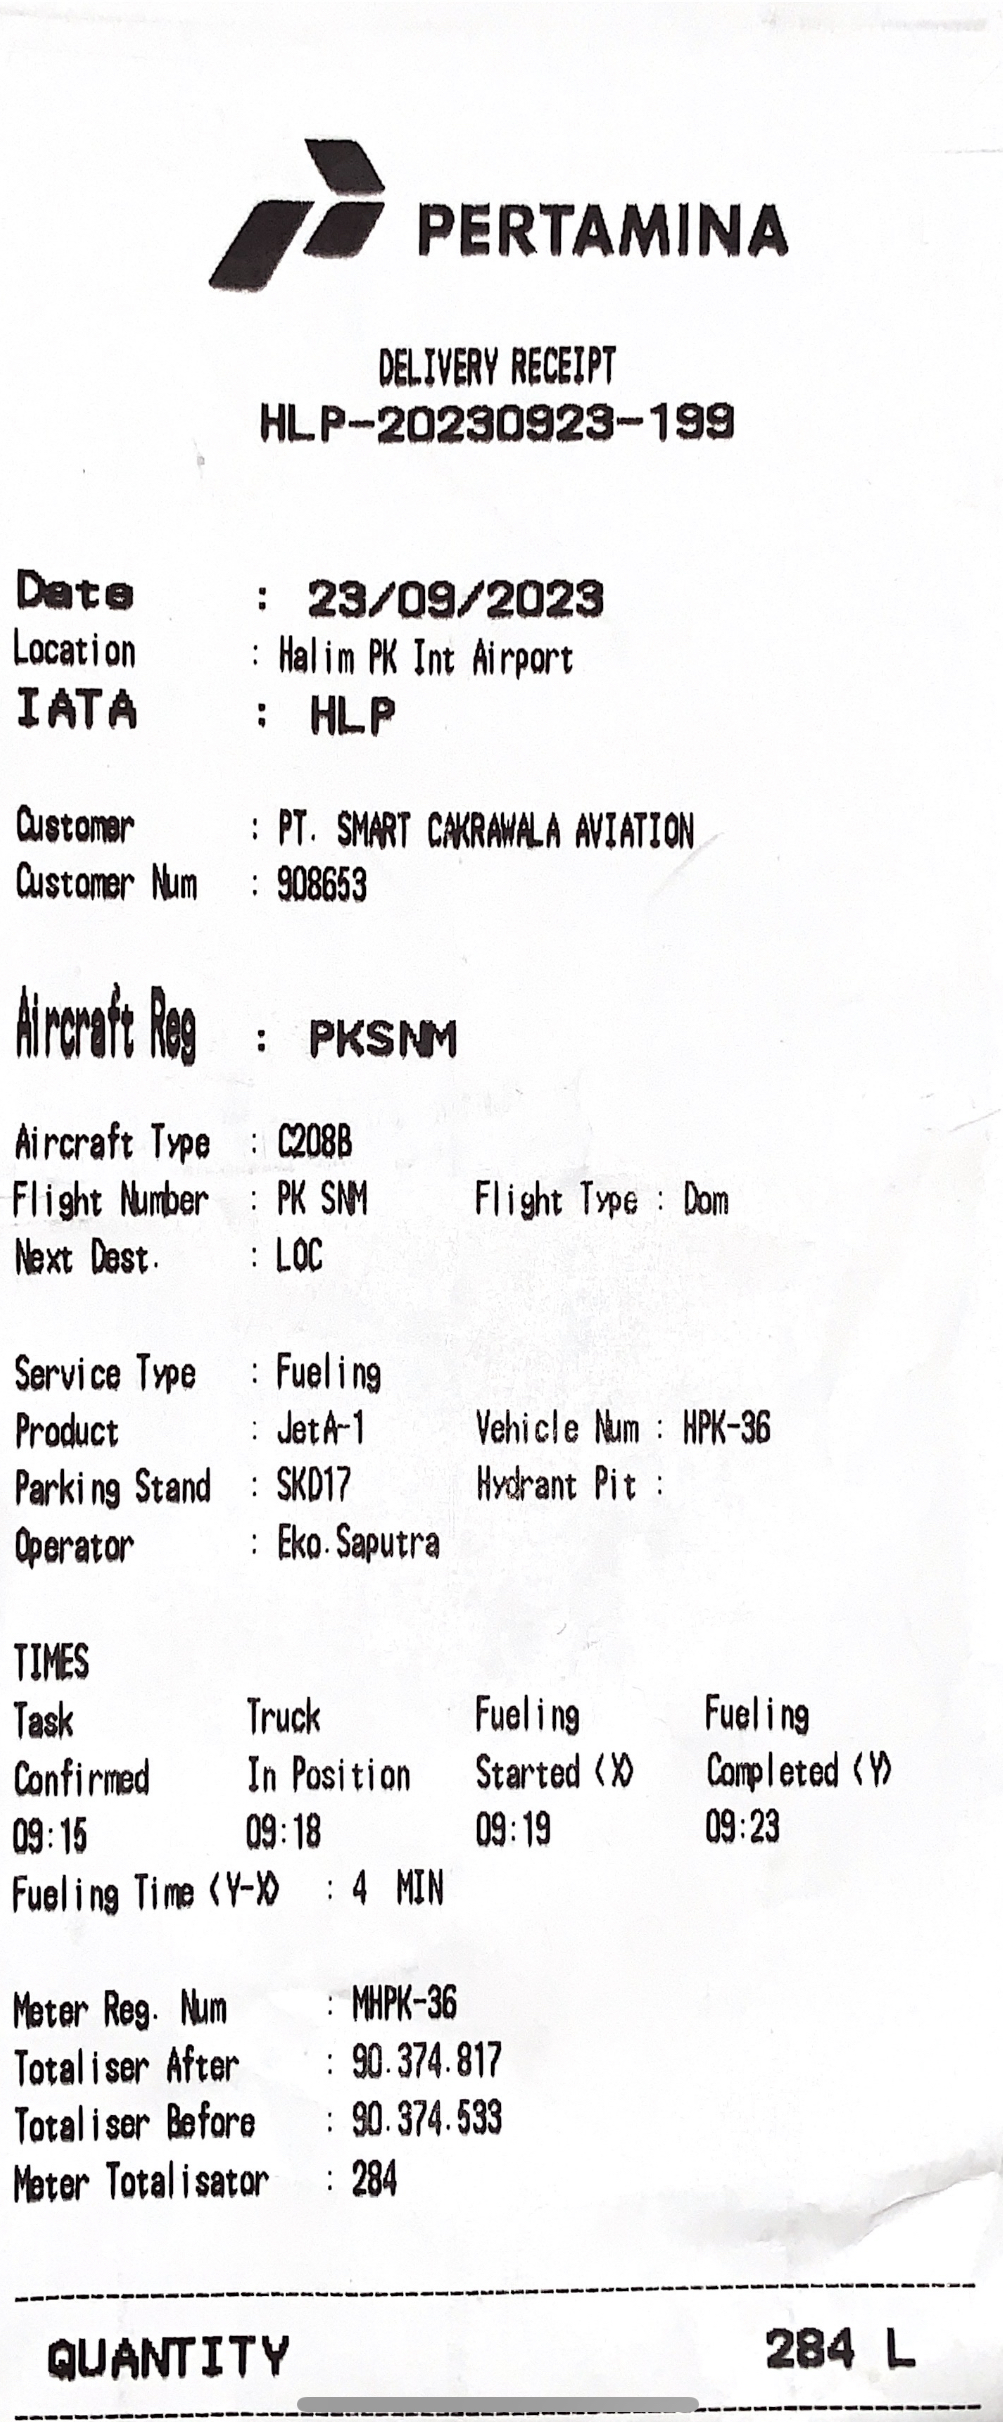 PERTAMINA
DELIVERY RECEIPT
HLP-20230923-199
Date : 23/09/2023
Location : Halim PK Int Airport
IATA : HLP
Customer : PT. SMART CAKRAWALA AVIATION
Customer Num : 908653
Aircraft Reg : PKSNM
Aircraft Type : C208B
Flight Number : PK SNM Flight Type : Dom
Next Dest. : LOC
Service Type : Fueling
Product : JetA-1 Vehicle Num : HPK-36
Parking Stand : SKD17 Hydrant Pit :
Operator : Eko.Saputra
TIMES
Task Truck Fueling Fueling
Confirmed In Position Started (X) Completed (Y)
09:15 09:18 09:19 09:23
Fueling Time (Y-X) : 4 MIN
Meter Reg. Num : MHPK-36
Totaliser After : 90.374.817
Totaliser Before : 90.374.533
Meter Totalisator : 284
QUANTITY 284 L